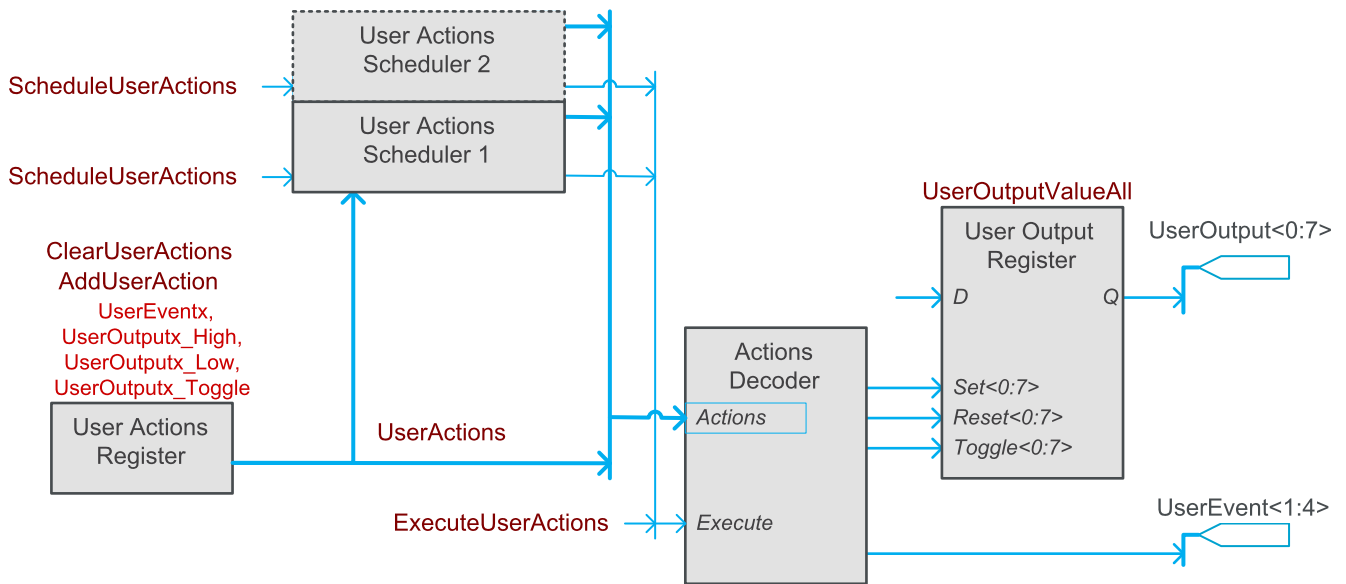 User Actions
Scheduler 2
ScheduleUserActions
User Actions
Scheduler 1
ScheduleUserActions
UserOutputValueAll
User Output
Register
UserOutput<0:7>
ClearUserActions
AddUserAction
UserEventx,
UserOutputx_High,
UserOutputx_Low,
UserOutputx_Toggle
D
Q
Actions
Decoder
Set<0:7>
Reset<0:7>
Toggle<0:7>
Actions
User Actions
Register
UserActions
UserEvent<1:4>
ExecuteUserActions
Execute